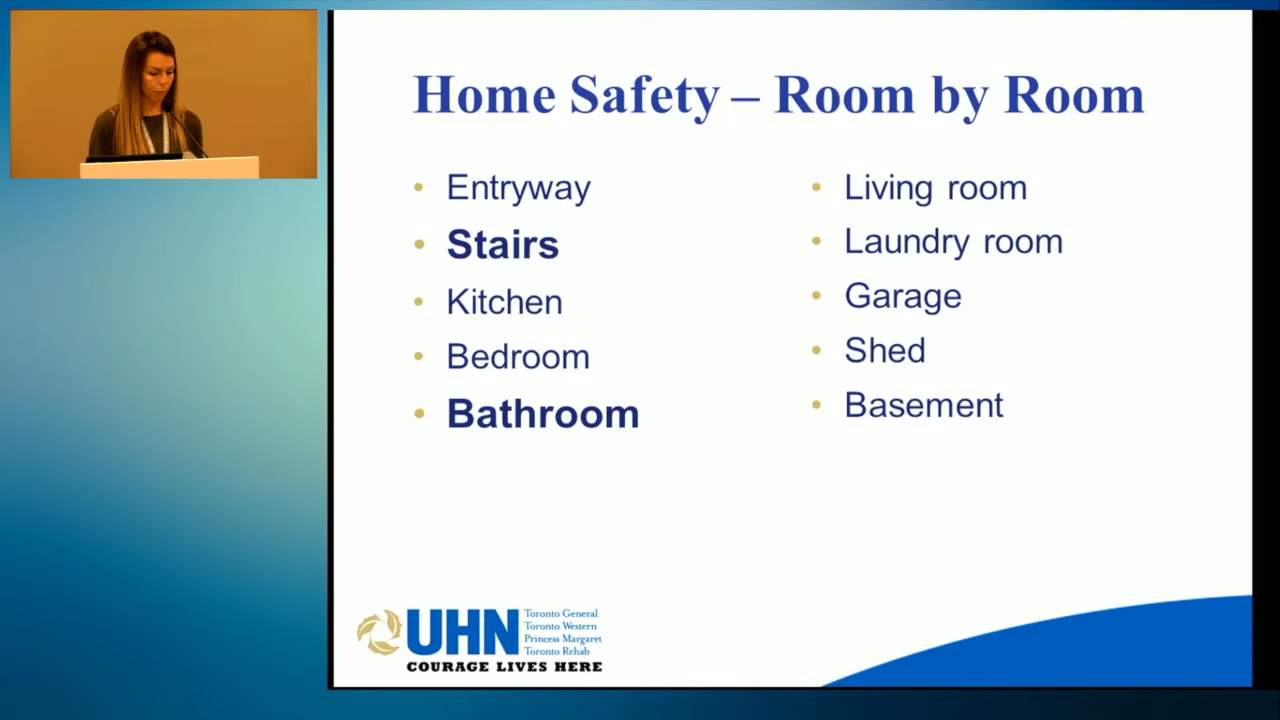 Home Safety – Room by Room
• Entryway
• Stairs
• Kitchen
• Bedroom
• Bathroom
• Living room
• Laundry room
• Garage
• Shed
• Basement
UHN
Toronto General
Toronto Western
Princess Margaret
Toronto Rehab
COURAGE LIVES HERE